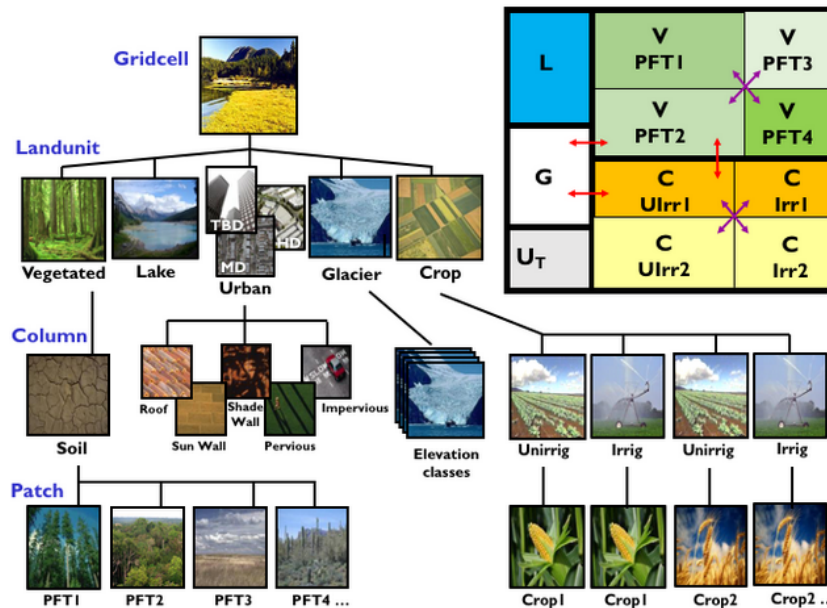 Gridcell
Landunit
Vegetated
Lake
TBD
HD
MD
Urban
Glacier
Crop
Column
Soil
Roof
Sun Wall
Shade
Wall
Pervious
Impervious
Elevation
classes
Unirrig
Irrig
Unirrig
Irrig
Patch
PFT1
PFT2
PFT3
PFT4 ...
Crop1
Crop1
Crop2
Crop2 ...
L
G
UT
V
PFT1
V
PFT3
V
PFT2
V
PFT4
C
UIrr1
C
Irr1
C
UIrr2
C
Irr2